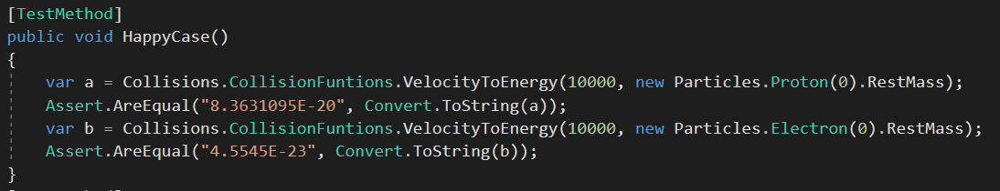 [TestMethod]
public void HappyCase()
{
var a = Collisions.CollisionFuntions.VelocityToEnergy(10000, new Particles.Proton(0).RestMass);
Assert.AreEqual("8.3631095E-20", Convert.ToString(a));
var b = Collisions.CollisionFuntions.VelocityToEnergy(10000, new Particles.Electron(0).RestMass);
Assert.AreEqual("4.5545E-23", Convert.ToString(b));
}